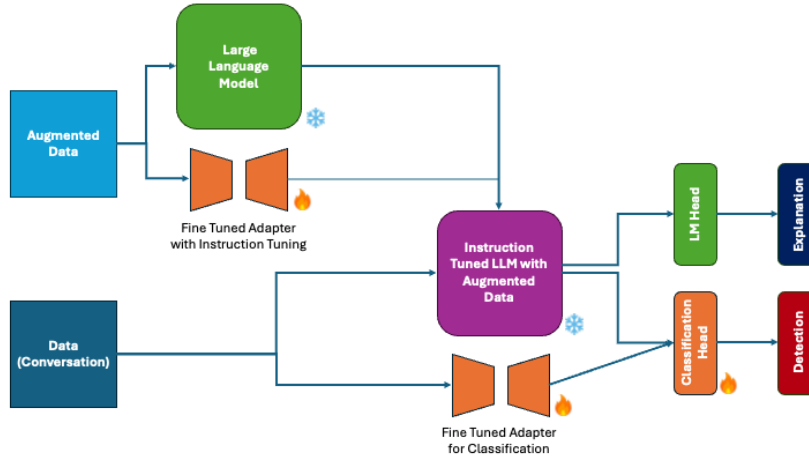 Large
Language
Model
Augmented
Data
Fine Tuned Adapter
with Instruction Tuning
LM Head
Explanation
Instruction
Tuned LLM with
Augmented
Data
Data
(Conversation)
Classification
Head
Detection
Fine Tuned Adapter
for Classification